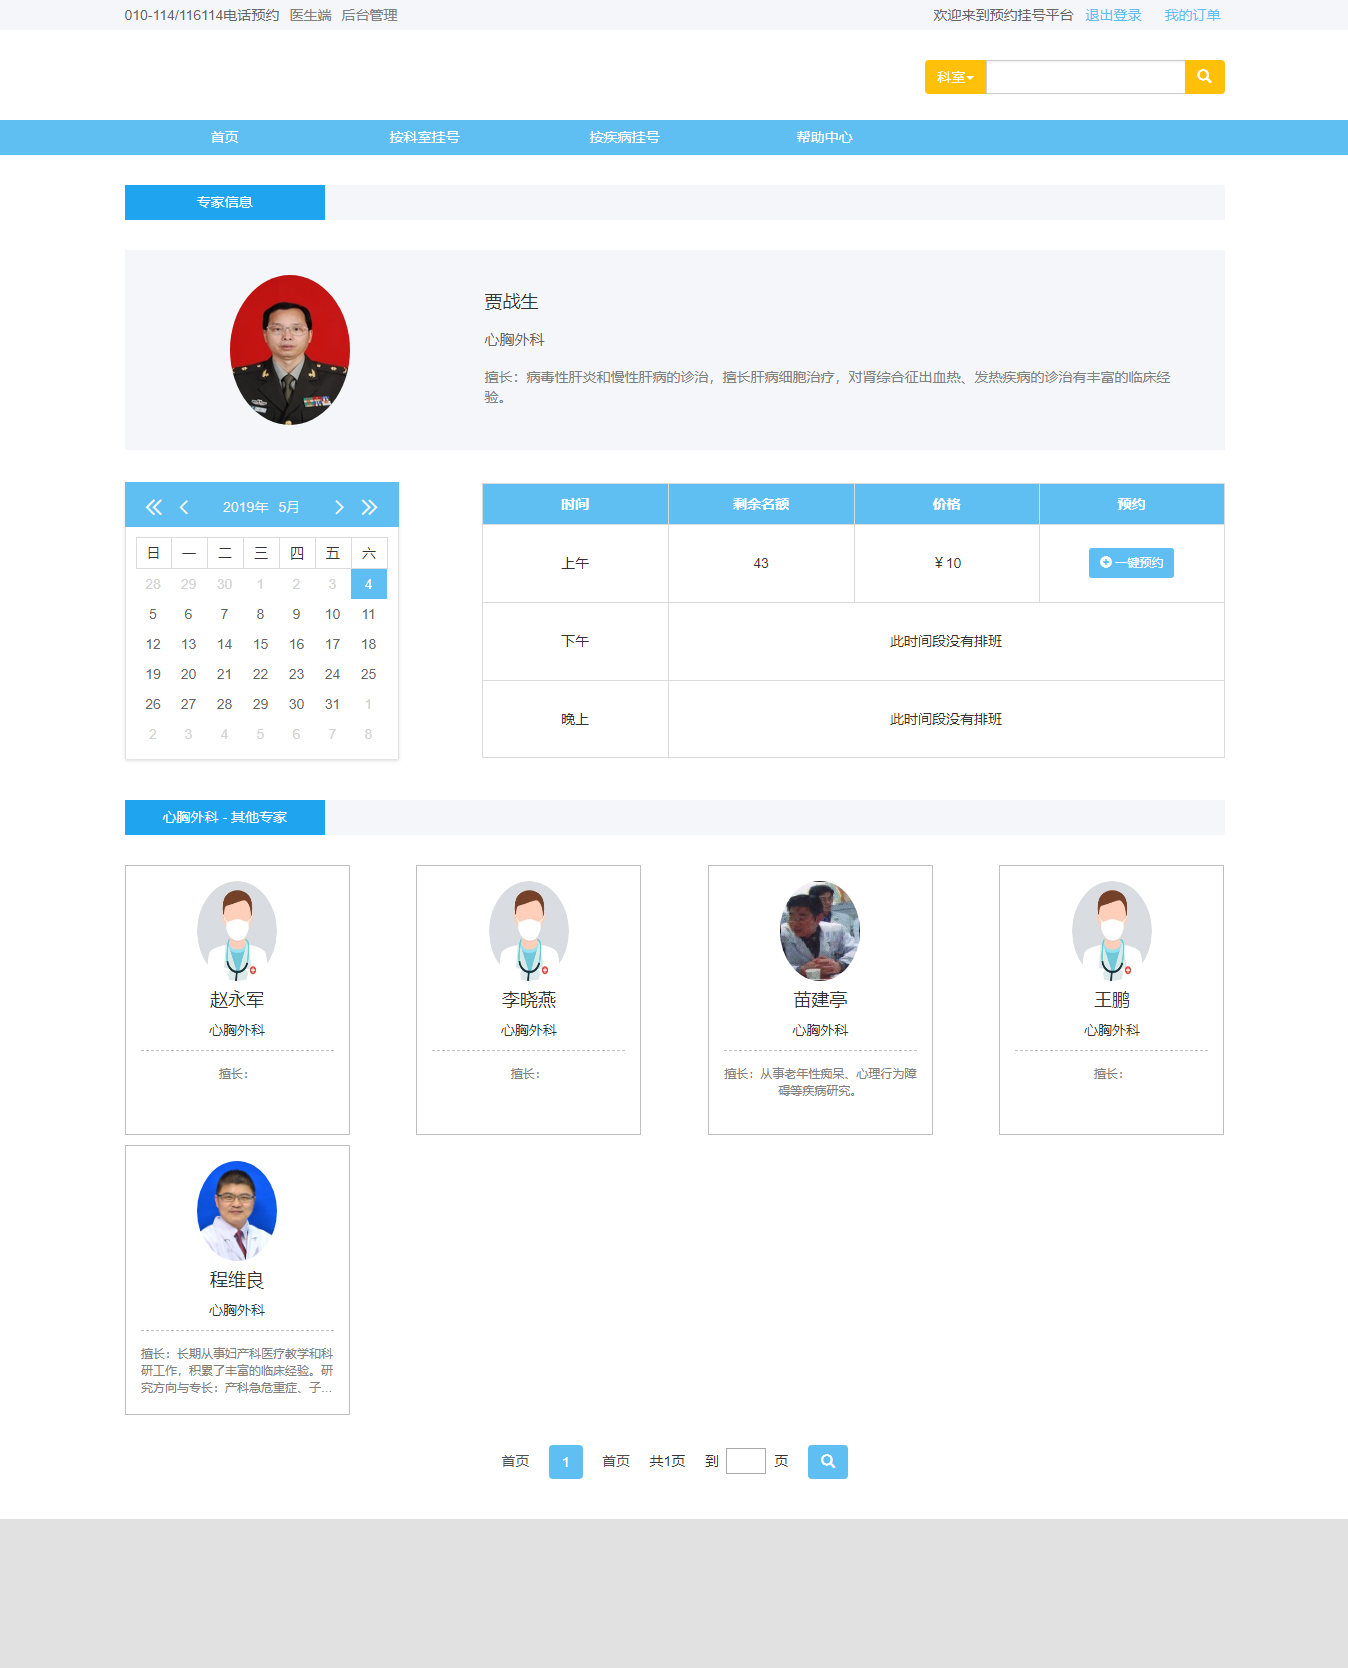 010-114/116114电话预约 医生端 后台管理 欢迎来到预约挂号平台 退出登录 我的订单
科室
首页 按科室挂号 按疾病挂号 帮助中心
专家信息
贾战生
心胸外科
擅长：病毒性肝炎和慢性肝病的诊治，擅长肝病细胞治疗，对肾综合征出血热、发热疾病的诊治有丰富的临床经
验。
2019年 5月
日 一 二 三 四 五 六
28 29 30 1 2 3 4
5 6 7 8 9 10 11
12 13 14 15 16 17 18
19 20 21 22 23 24 25
26 27 28 29 30 31 1
2 3 4 5 6 7 8
时间 剩余名额 价格 预约
上午 43 ￥10 一键预约
下午 此时间段没有排班
晚上 此时间段没有排班
心胸外科 - 其他专家
赵永军
心胸外科
擅长：
李晓燕
心胸外科
擅长：
苗建亭
心胸外科
擅长：从事老年性痴呆、心理行为障
碍等疾病研究。
王鹏
心胸外科
擅长：
程维良
心胸外科
擅长：长期从事妇产科医疗教学和科
研工作，积累了丰富的临床经验。研
究方向与专长：产科急危重症、子...
首页 1 首页 共1页 到 页